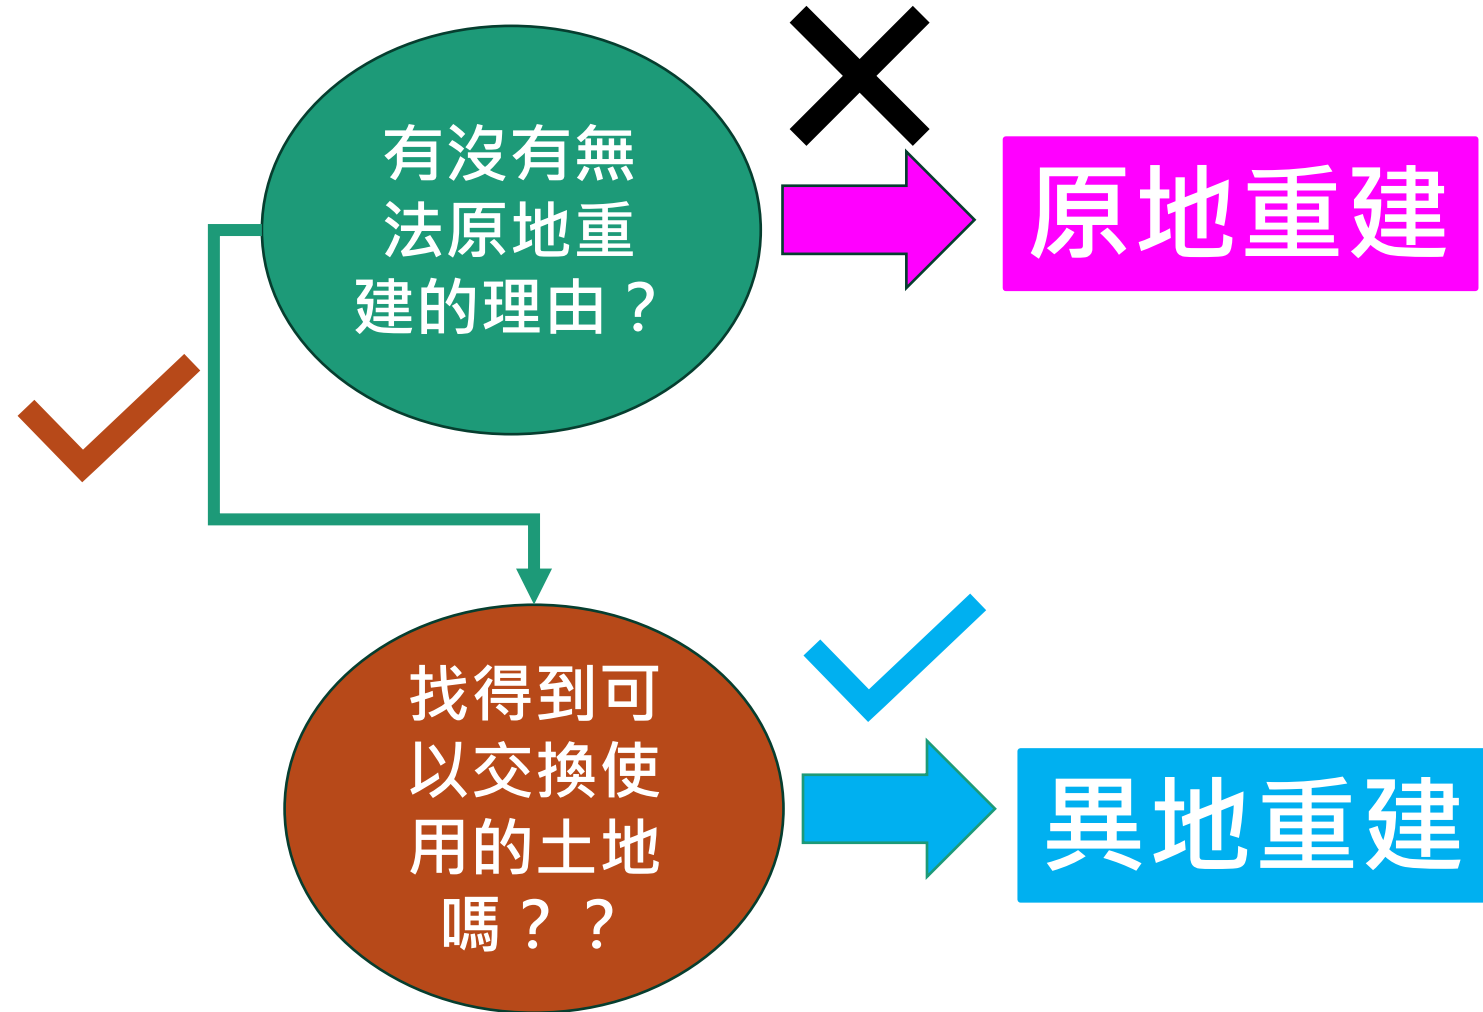 有沒有無
法原地重
建的理由？
原地重建
找得到可
以交換使
用的土地
嗎？？
異地重建